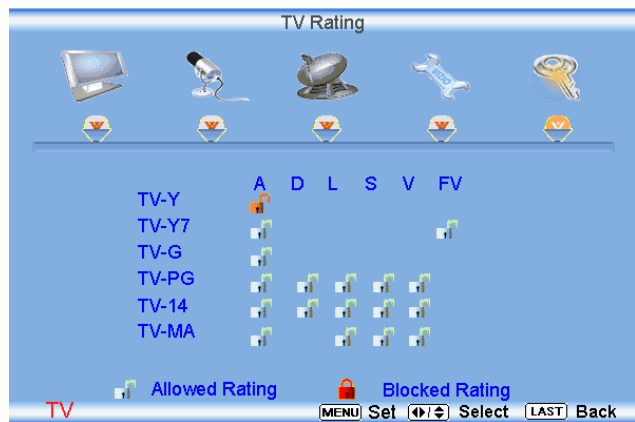 TV Rating
VIZIO
A D L S V FV
TV-Y
TV-Y7
TV-G
TV-PG
TV-14
TV-MA
Allowed Rating Blocked Rating
TV MENU Set Select LAST Back